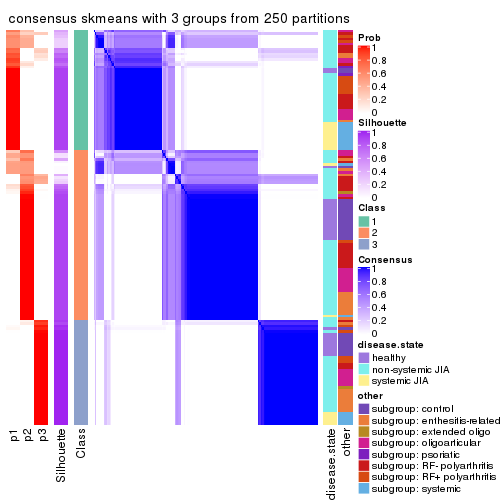 consensus skmeans with 3 groups from 250 partitions
Prob
1
0.8
0.6
0.4
0.2
0
Silhouette
1
0.8
0.6
0.4
0.2
0
Class
1
2
3
Consensus
1
0.8
0.6
0.4
0.2
0
disease.state
healthy
non-systemic JIA
systemic JIA
other
subgroup: control
subgroup: enthesitis-related
subgroup: extended oligo
subgroup: oligoarticular
subgroup: psoriatic
subgroup: RF- polyarthritis
subgroup: RF+ polyarthritis
subgroup: systemic
p1
p2
p3
Silhouette
Class
disease.state
other